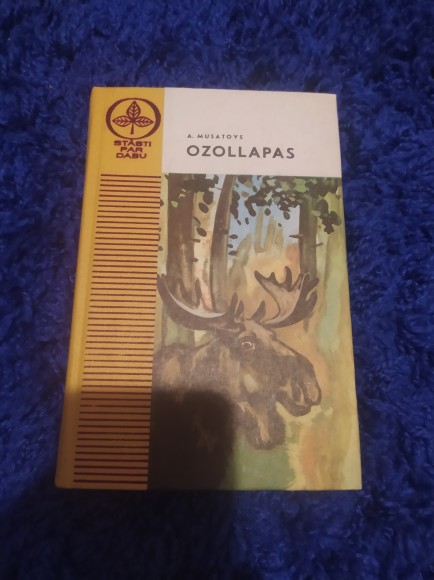 STĀSTI
PAR
DABU
A. MUSATOVS
OZOLLAPAS